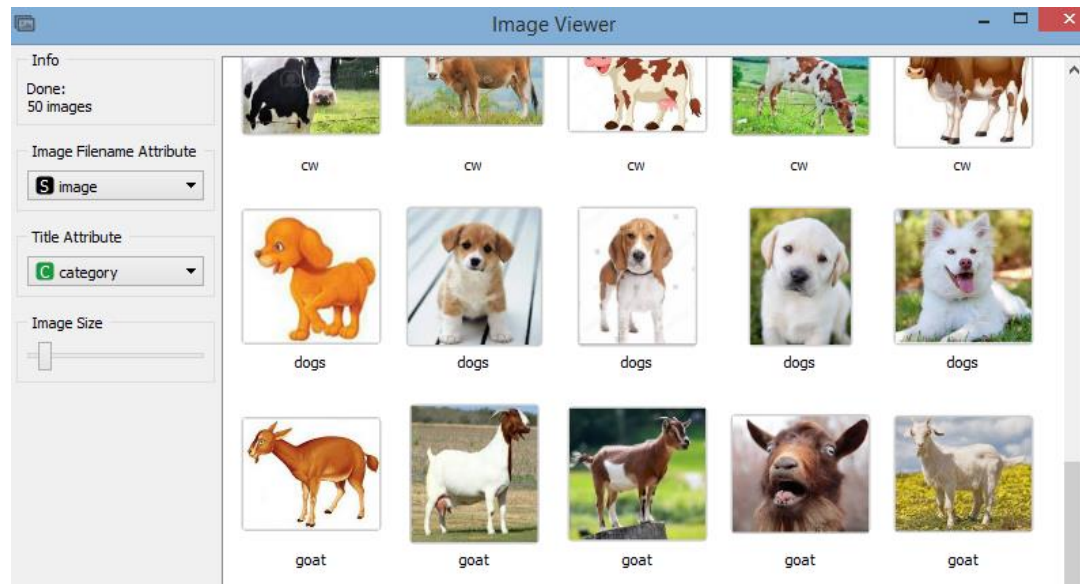 Image Viewer
Info
Done:
50 images
Image Filename Attribute
S image
Title Attribute
C category
Image Size
cw cw cw cw cw
dogs dogs dogs dogs dogs
goat goat goat goat goat